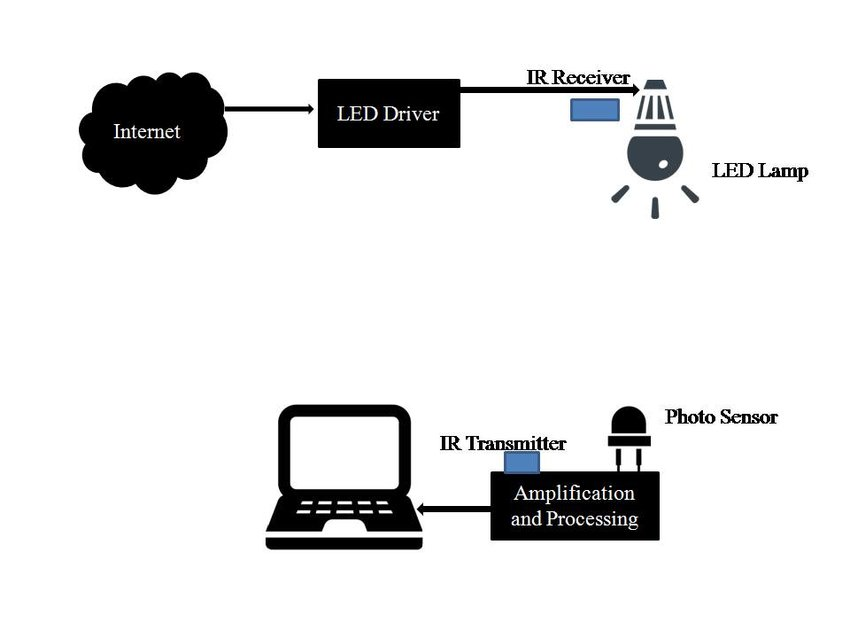 IR Receiver
Internet
LED Driver
LED Lamp
Photo Sensor
IR Transmitter
Amplification
and Processing